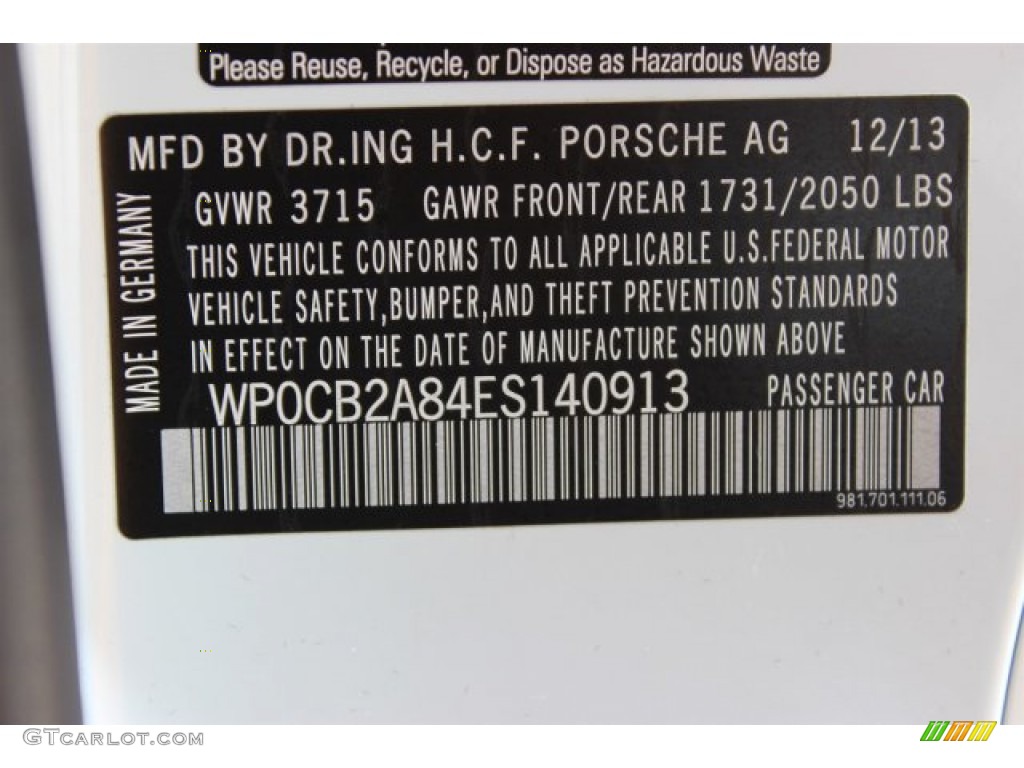 Please Reuse, Recycle, or Dispose as Hazardous Waste
MFD BY DR.ING H.C.F. PORSCHE AG 12/13
GVWR 3715 GAWR FRONT/REAR 1731/2050 LBS
THIS VEHICLE CONFORMS TO ALL APPLICABLE U.S.FEDERAL MOTOR
VEHICLE SAFETY,BUMPER,AND THEFT PREVENTION STANDARDS
IN EFFECT ON THE DATE OF MANUFACTURE SHOWN ABOVE
MADE IN GERMANY
WP0CB2A84ES140913 PASSENGER CAR
981.701.111.06
GTCARLOT.COM